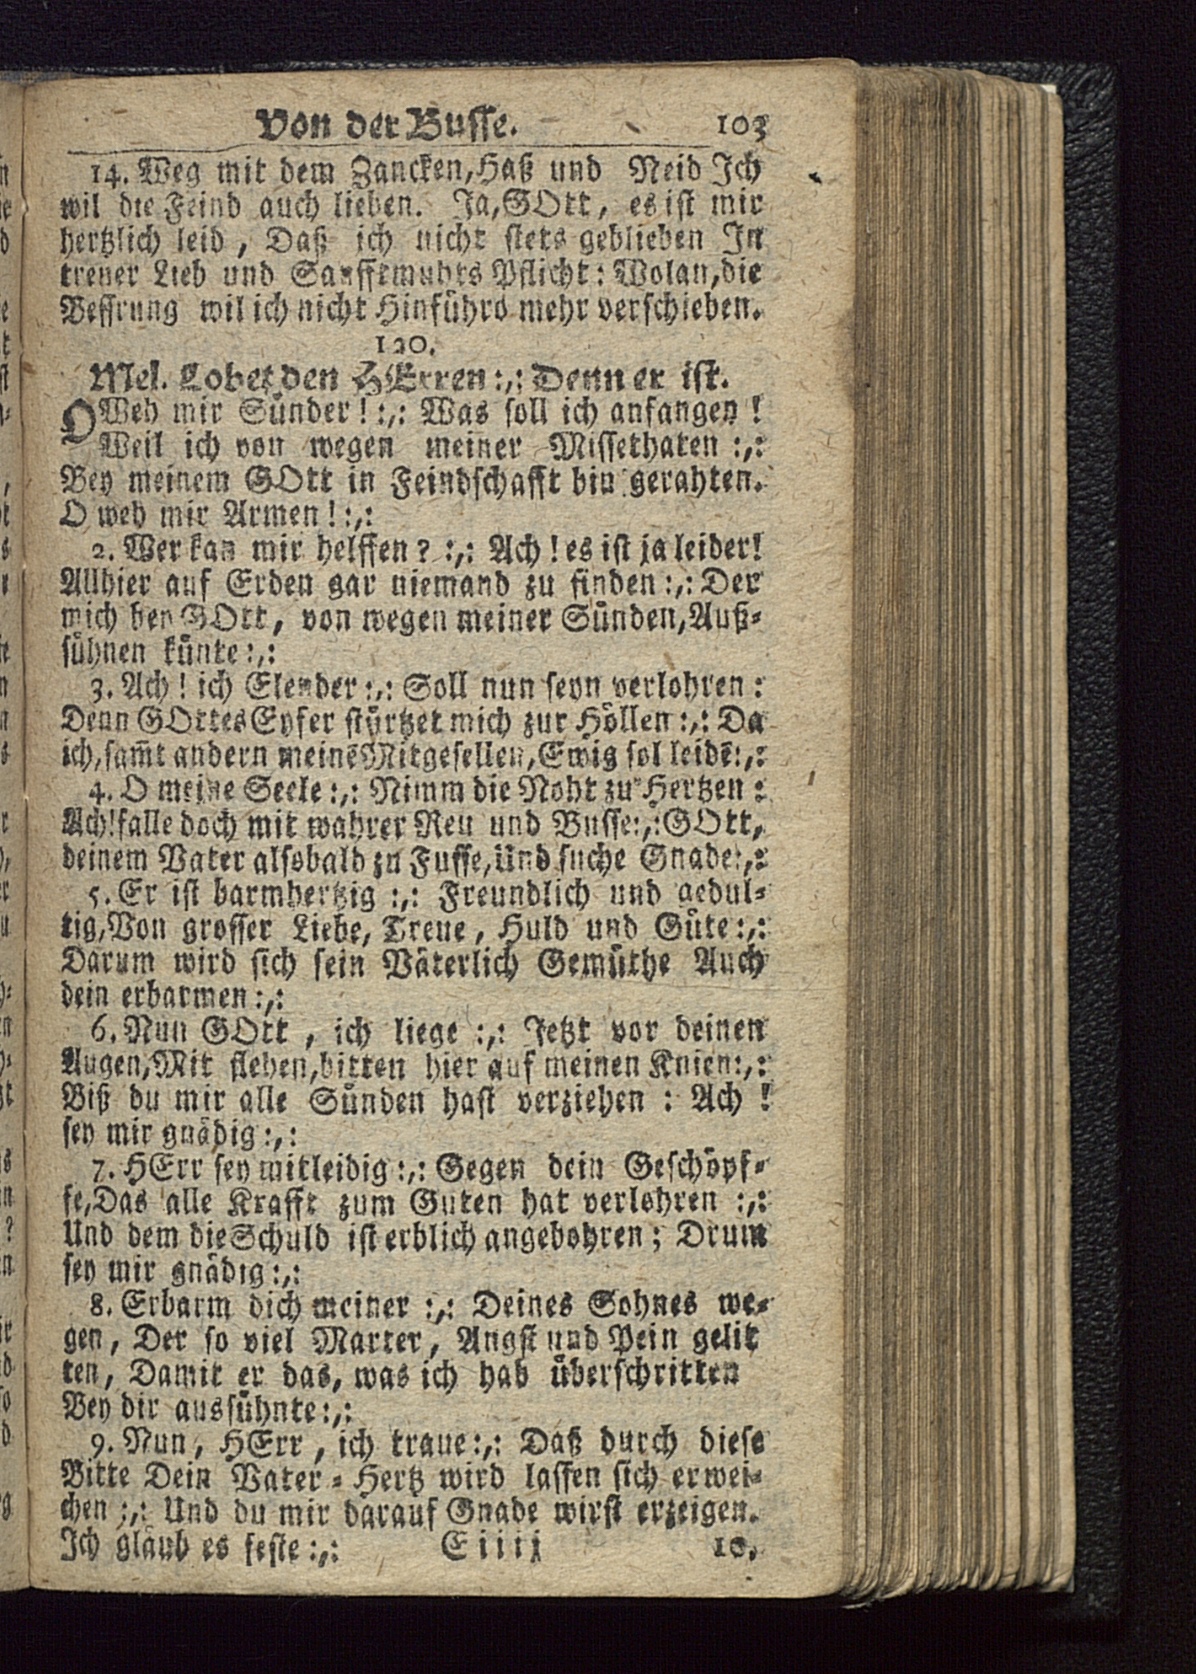 Von der Busse. 103
14. Weg mit dem Zancken, Haß und Neid Ich
wil die Feind auch lieben. Ja, GOtt, es ist mir
hertzlich leid, Daß ich nicht stets geblieben In
treuer Lieb und Sanfftmuhts Pflicht: Wolan, die
Bessrung wil ich nicht Hinführo mehr verschieben.
120.
Mel. Lobet den HErren :,: Denn er ist.
O Weh mir Sünder! :,: Was soll ich anfangen!
Weil ich von wegen meiner Missethaten :,:
Bey meinem GOtt in Feindschafft bin gerahten.
O weh mir Armen! :,:
2. Wer kan mir helffen? :,: Ach! es ist ja leider!
Allhier auf Erden gar niemand zu finden :,: Der
mich bey GOtt, von wegen meiner Sünden, Auß-
sühnen künte :,:
3. Ach! ich Elender :,: Soll nun seyn verlohren:
Denn GOttes Eyfer stürtzet mich zur Höllen :,: Da
ich, sam̃t andern meinē Mitgesellen, Ewig sol leidē :,:
4. O meine Seele :,: Nimm die Noht zu Hertzen:
Ach! falle doch mit wahrer Reu und Busse :,: GOtt,
deinem Vater alsobald zu Fusse, Und suche Gnade :,:
5. Er ist barmhertzig :,: Freundlich und gedul-
tig, Von grosser Liebe, Treue, Huld und Güte :,:
Darum wird sich sein Väterlich Gemüthe Auch
dein erbarmen :,:
6. Nun GOtt, ich liege :,: Jetzt vor deinen
Augen, Mit flehen, bitten hier auf meinen Knien :,:
Biß du mir alle Sünden hast verziehen: Ach!
sey mir gnädig :,:
7. HErr sey mitleidig :,: Gegen dein Geschöpf-
fe, Das alle Krafft zum Guten hat verlohren :,:
Und dem die Schuld ist erblich angebohren; Drum
sey mir gnädig :,:
8. Erbarm dich meiner :,: Deines Sohnes we-
gen, Der so viel Marter, Angst und Pein gelit
ten, Damit er das, was ich hab überschritten
Bey dir aussühnte :,:
9. Nun, HErr, ich traue :,: Daß durch diese
Bitte Dein Vater-Hertz wird lassen sich erwei-
chen :,: Und du mir darauf Gnade wirst erzeigen.
Ich gläub es feste :,: E iiij 10.